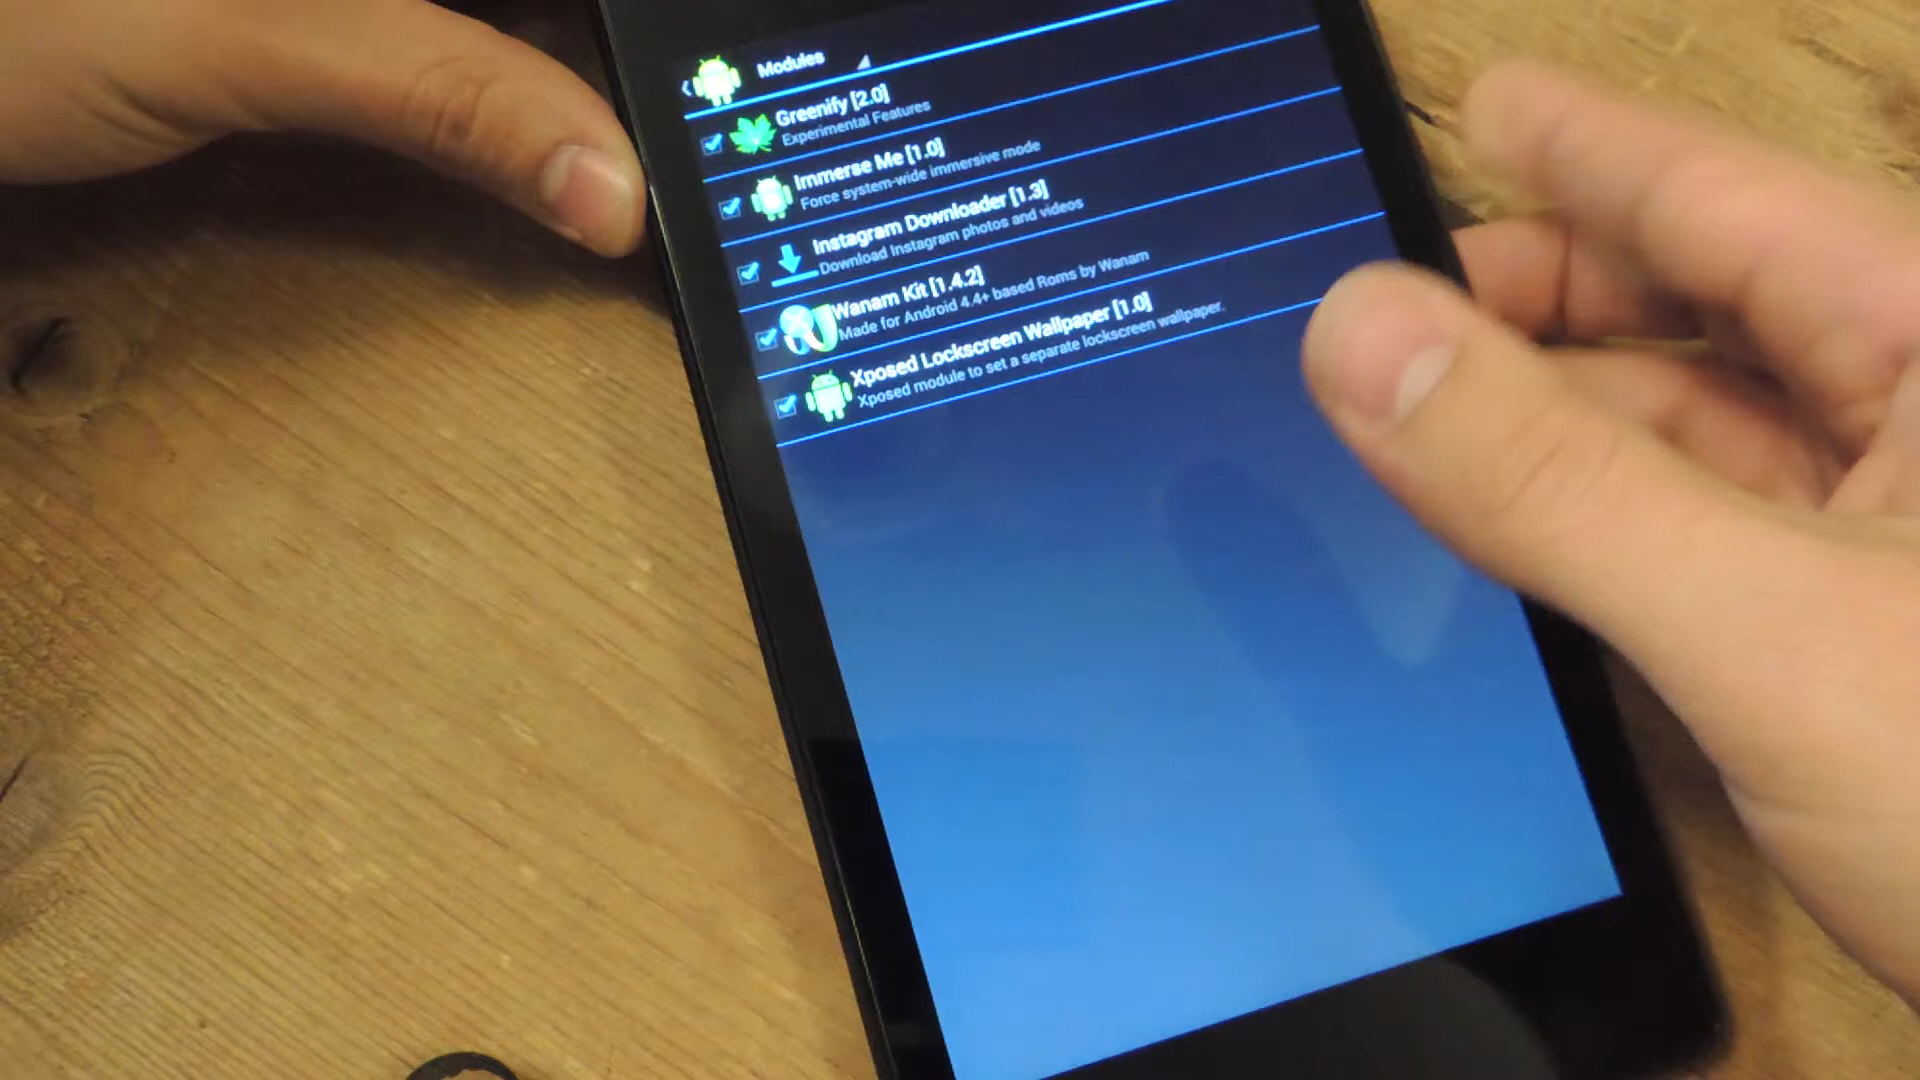 Modules
Greenify [2.0]
Experimental Features
Immerse Me [1.0]
Force system-wide immersive mode
Instagram Downloader [1.3]
Download Instagram photos and videos
Wanam Kit [1.4.2]
Made for Android 4.4+ based Roms by Wanam
Xposed Lockscreen Wallpaper [1.0]
Xposed module to set a separate lockscreen wallpaper.